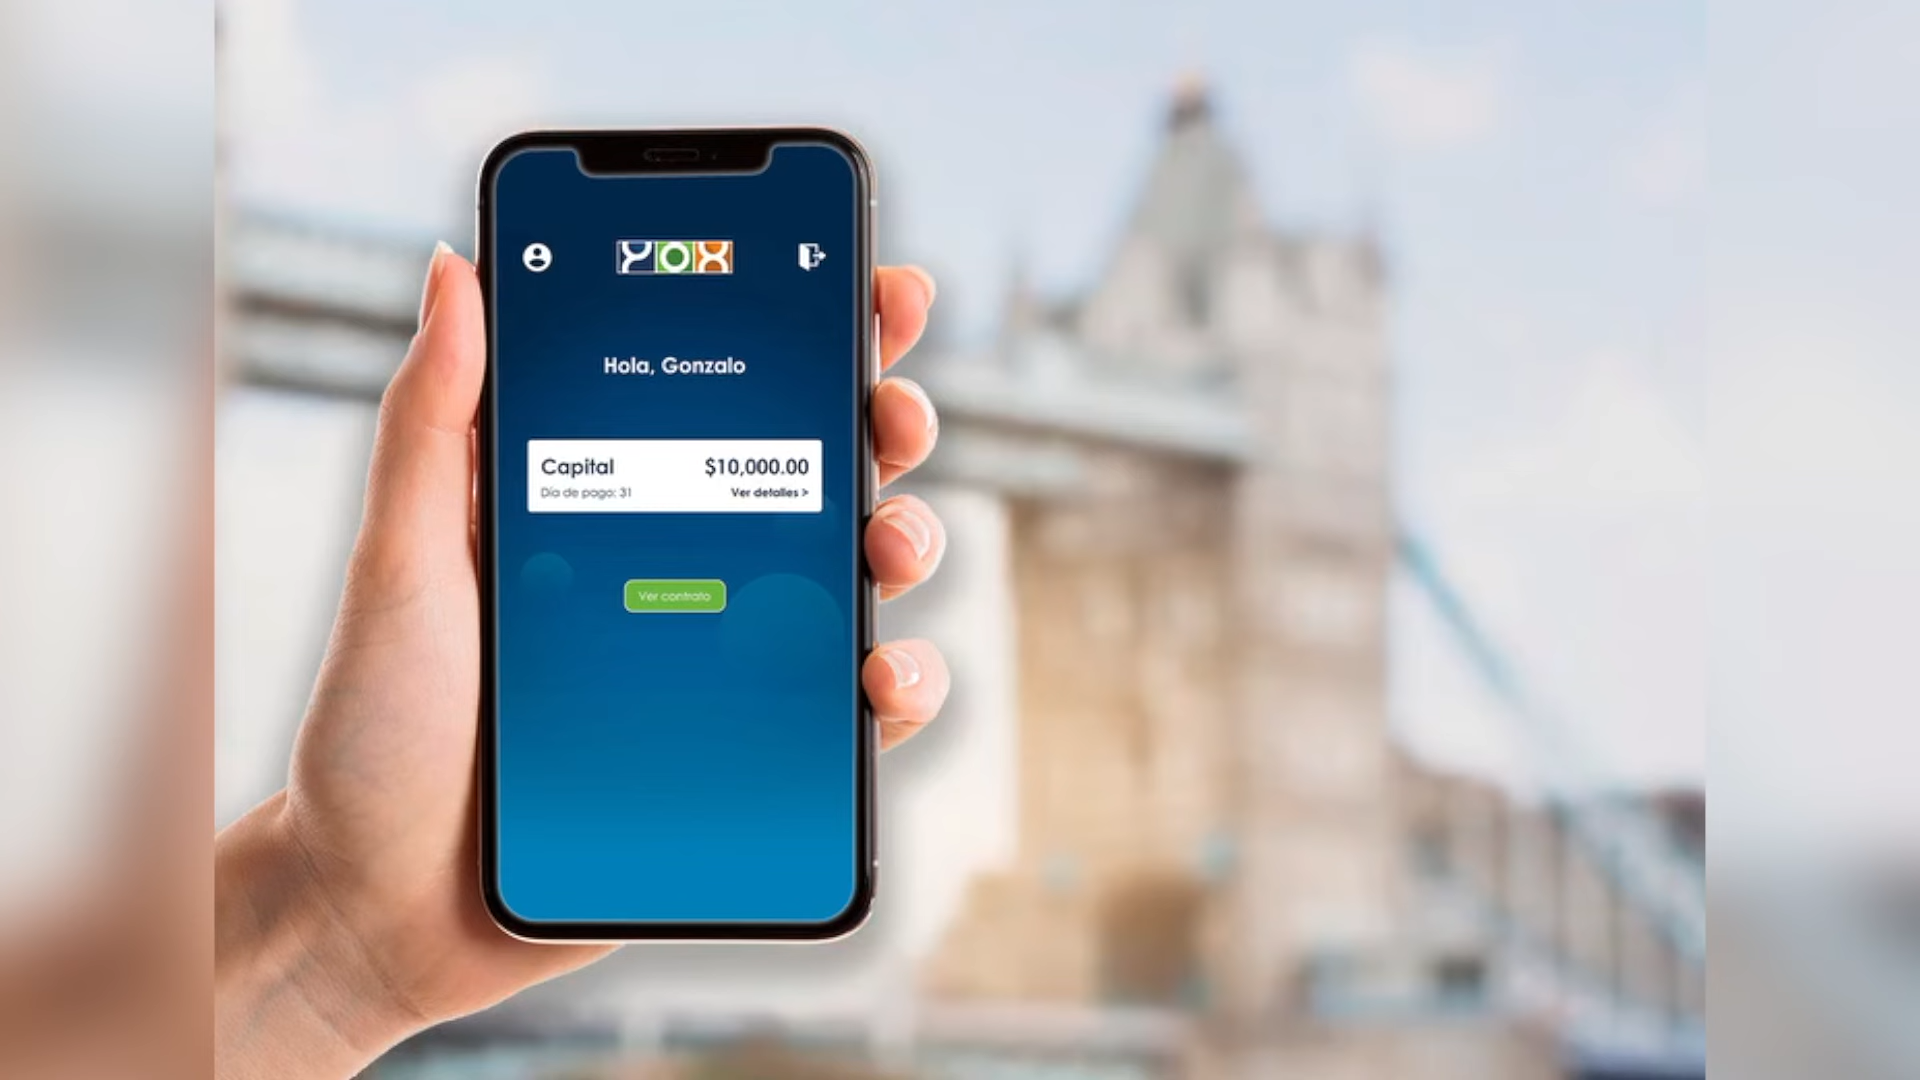 YOX
Hola, Gonzalo
Capital
$10,000.00
Día de pago: 31
Ver detalles >
Ver contrato